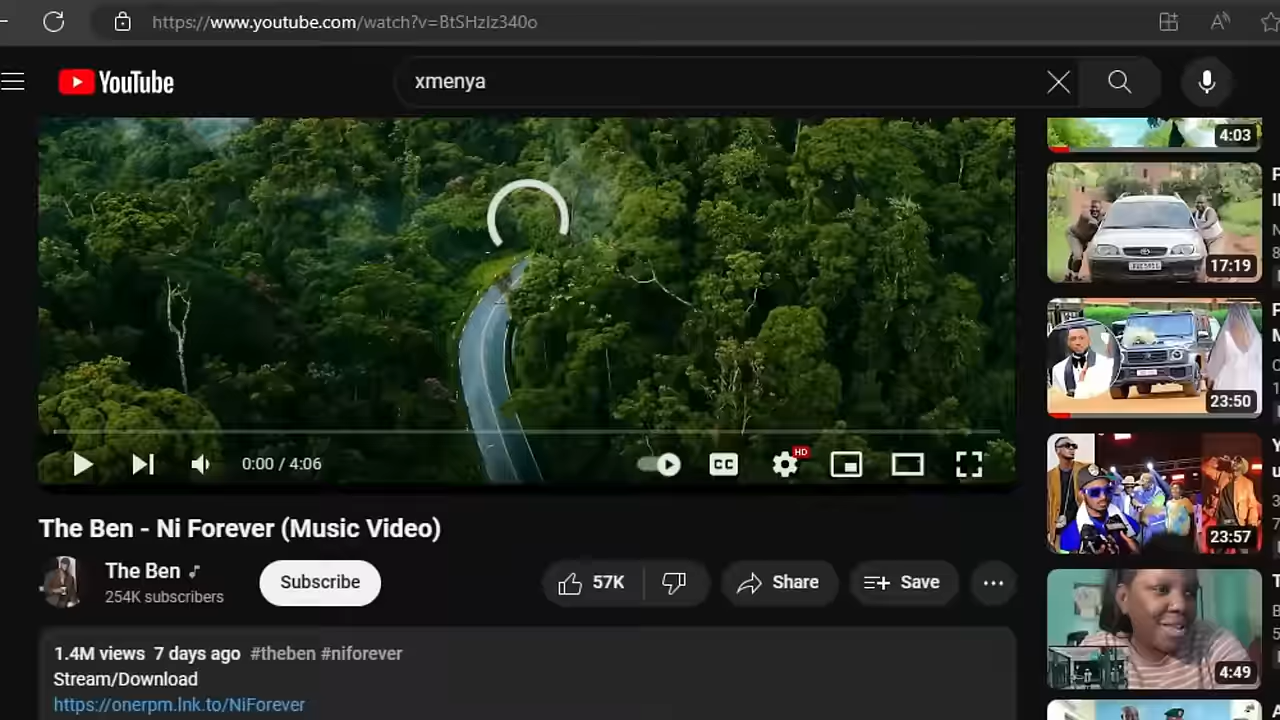 https://www.youtube.com/watch?v=BtSHzIz340o
YouTube
xmenya
4:03
17:19
23:50
23:57
4:49
HD
CC
0:00 / 4:06
The Ben - Ni Forever (Music Video)
The Ben
254K subscribers
Subscribe
57K
Share
Save
1.4M views 7 days ago #theben #niforever
Stream/Download
https://onerpm.lnk.to/NiForever